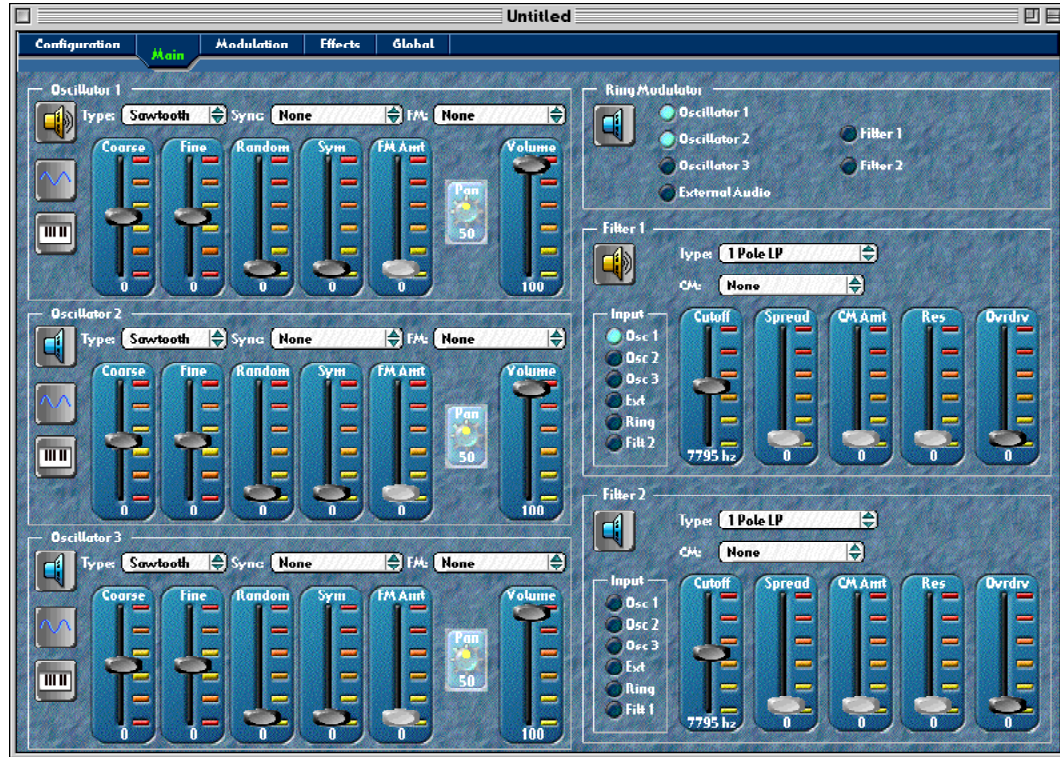 Untitled
Configuration Main Modulation Effects Global
Oscillator 1
Type: Sawtooth Sync: None FM: None
Coarse Fine Random Sym FM Amt Pan Volume
50
0 0 0 0 0 100
Oscillator 2
Type: Sawtooth Sync: None FM: None
Coarse Fine Random Sym FM Amt Pan Volume
50
0 0 0 0 0 100
Oscillator 3
Type: Sawtooth Sync: None FM: None
Coarse Fine Random Sym FM Amt Pan Volume
50
0 0 0 0 0 100
Ring Modulator
Oscillator 1
Oscillator 2 Filter 1
Oscillator 3 Filter 2
External Audio
Filter 1
Type: 1 Pole LP
CM: None
Input
Osc 1
Osc 2
Osc 3
Ext
Ring
Filt 2
Cutoff Spread CM Amt Res Ovrdrv
7795 hz 0 0 0 0
Filter 2
Type: 1 Pole LP
CM: None
Input
Osc 1
Osc 2
Osc 3
Ext
Ring
Filt 1
Cutoff Spread CM Amt Res Ovrdrv
7795 hz 0 0 0 0